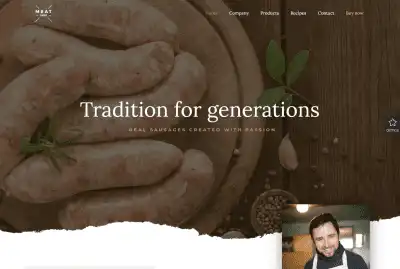 MEAT
Home
Company
Products
Recipes
Contact
Buy now
Tradition for generations
REAL SAUSAGES CREATED WITH PASSION